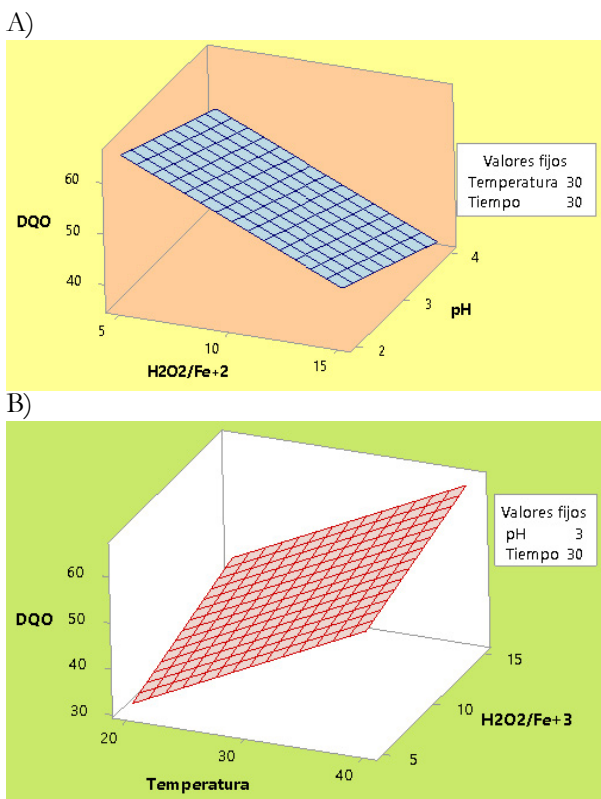 A)
Valores fijos
Temperatura 30
Tiempo 30
60
50
40
DQO
5
10
15
H2O2/Fe+2
2
3
4
pH
B)
Valores fijos
pH 3
Tiempo 30
60
50
40
30
DQO
20
30
40
Temperatura
5
10
15
H2O2/Fe+3